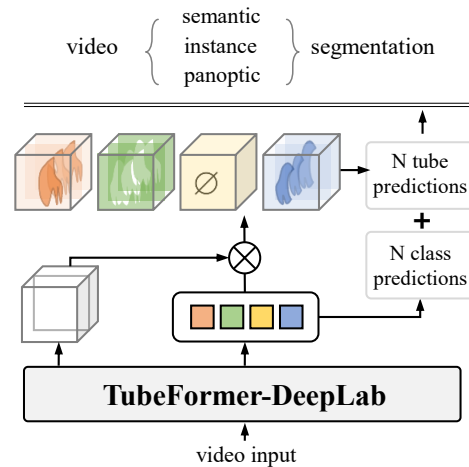 semantic
video instance segmentation
panoptic
N tube
predictions
∅
+
N class
predictions
TubeFormer-DeepLab
video input